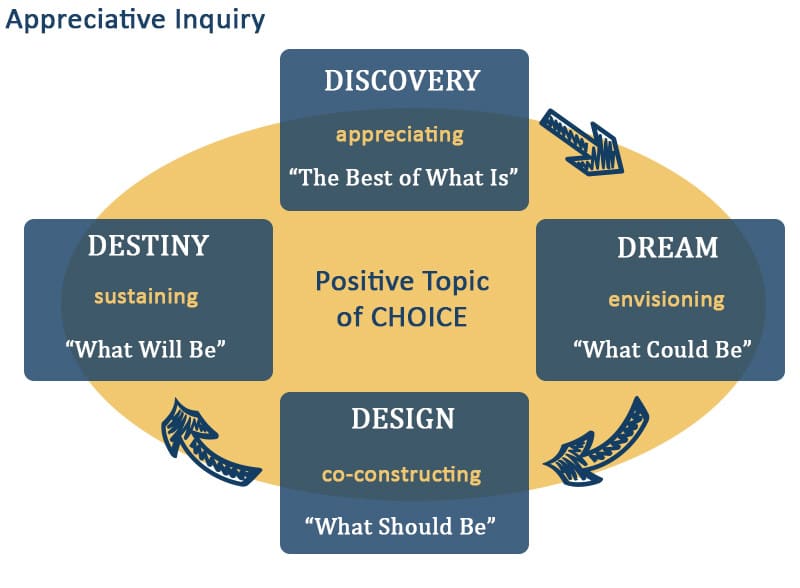 Appreciative Inquiry
DISCOVERY
appreciating
“The Best of What Is”
DREAM
envisioning
“What Could Be”
DESIGN
co-constructing
“What Should Be”
DESTINY
sustaining
“What Will Be”
Positive Topic
of CHOICE